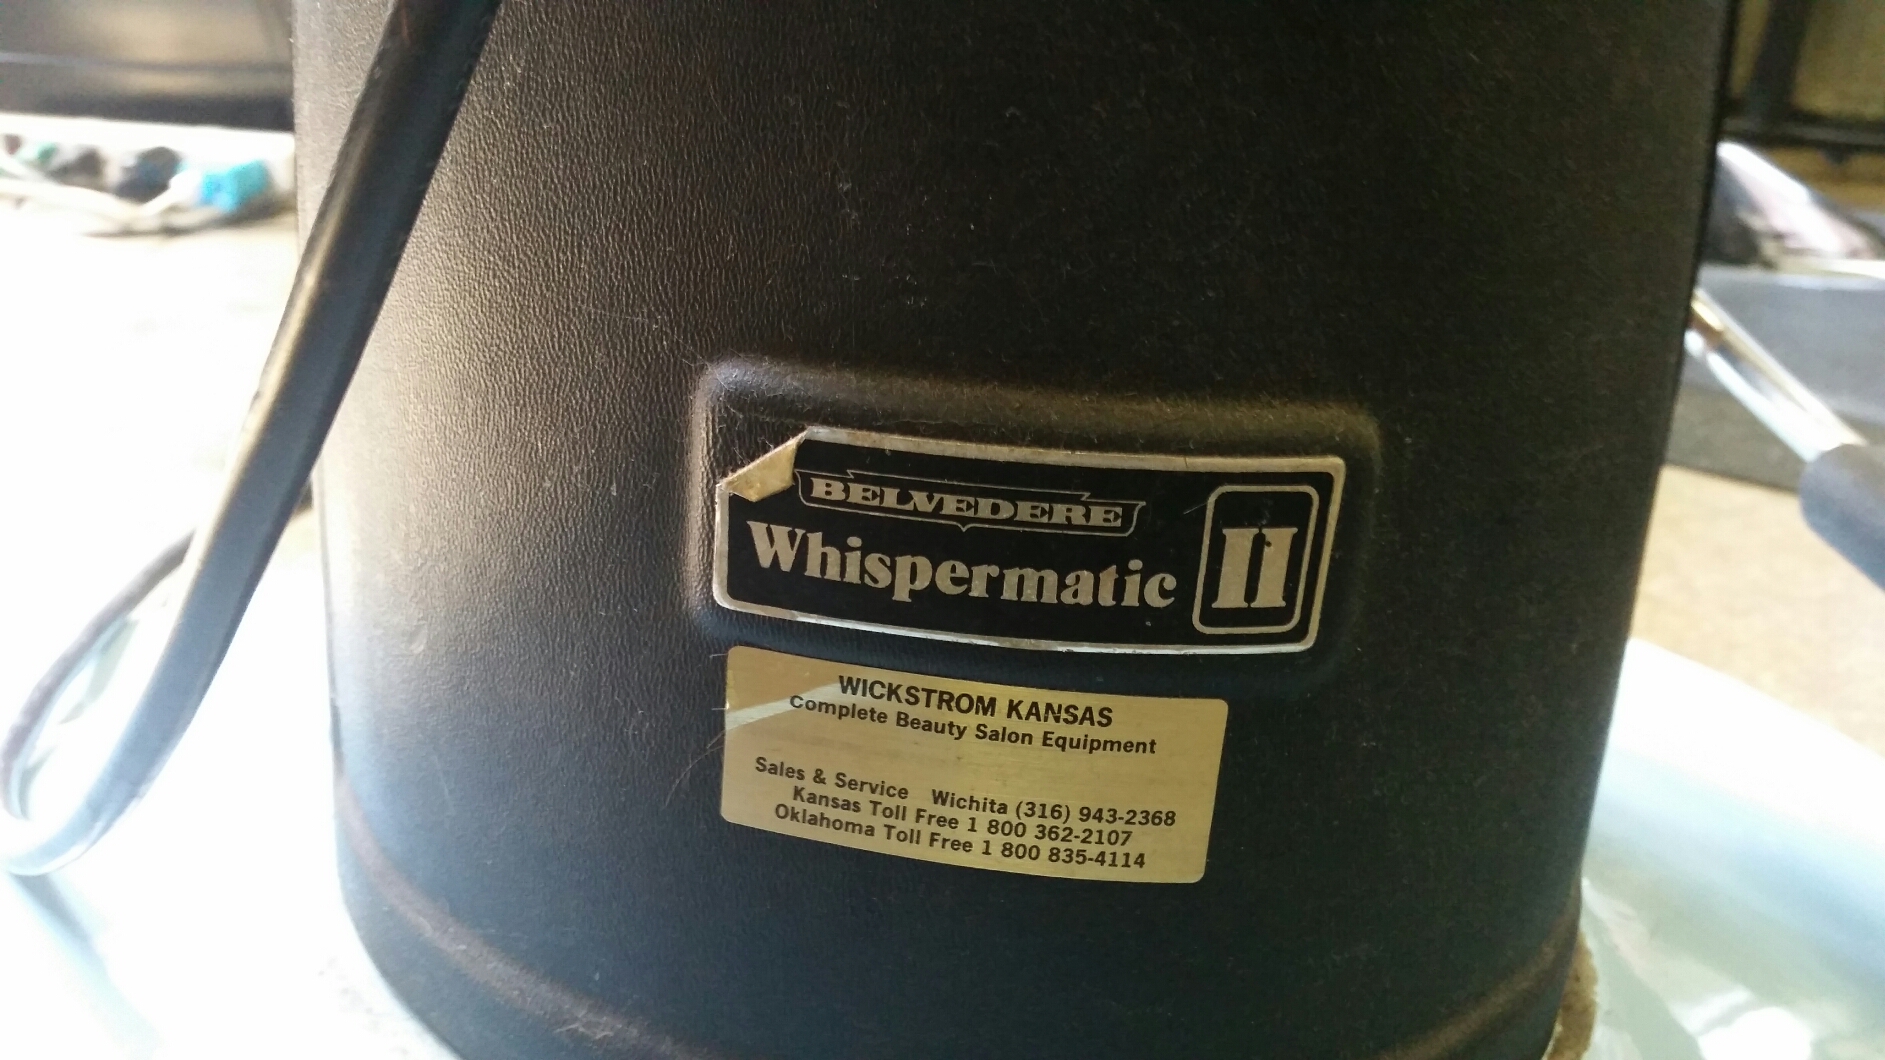 BELVEDERE
Whispermatic II
WICKSTROM KANSAS
Complete Beauty Salon Equipment
Sales & Service Wichita (316) 943-2368
Kansas Toll Free 1 800 362-2107
Oklahoma Toll Free 1 800 835-4114